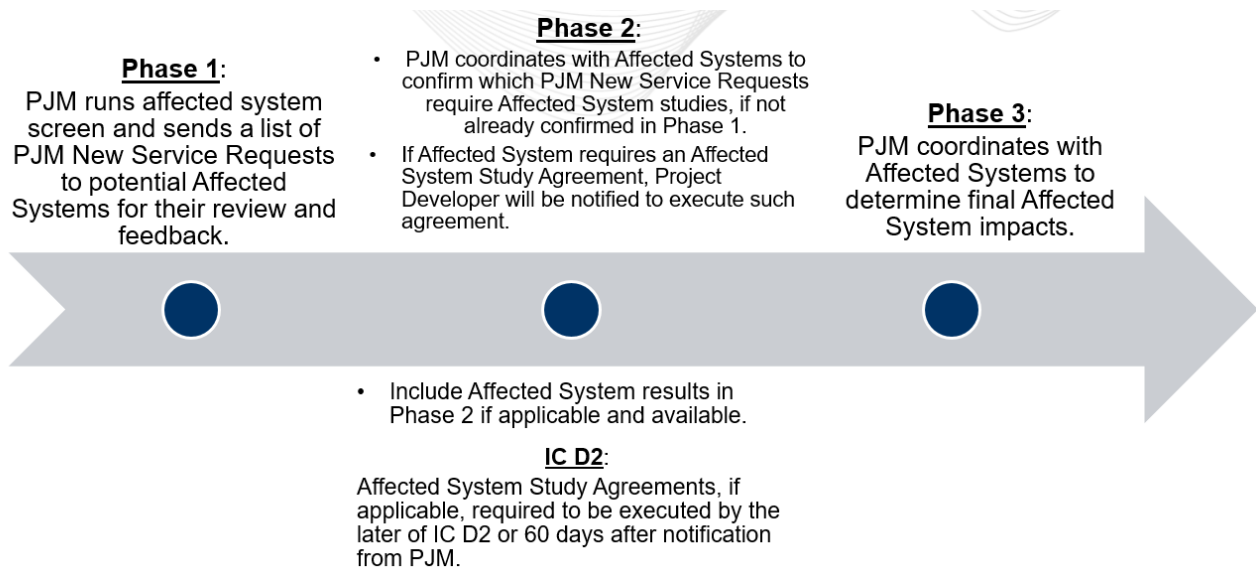 Phase 1:
PJM runs affected system
screen and sends a list of
PJM New Service Requests
to potential Affected
Systems for their review and
feedback.
Phase 2:
• PJM coordinates with Affected Systems to
confirm which PJM New Service Requests
require Affected System studies, if not
already confirmed in Phase 1.
• If Affected System requires an Affected
System Study Agreement, Project
Developer will be notified to execute such
agreement.
Phase 3:
PJM coordinates with
Affected Systems to
determine final Affected
System impacts.
• Include Affected System results in
Phase 2 if applicable and available.
IC D2:
Affected System Study Agreements, if
applicable, required to be executed by the
later of IC D2 or 60 days after notification
from PJM.